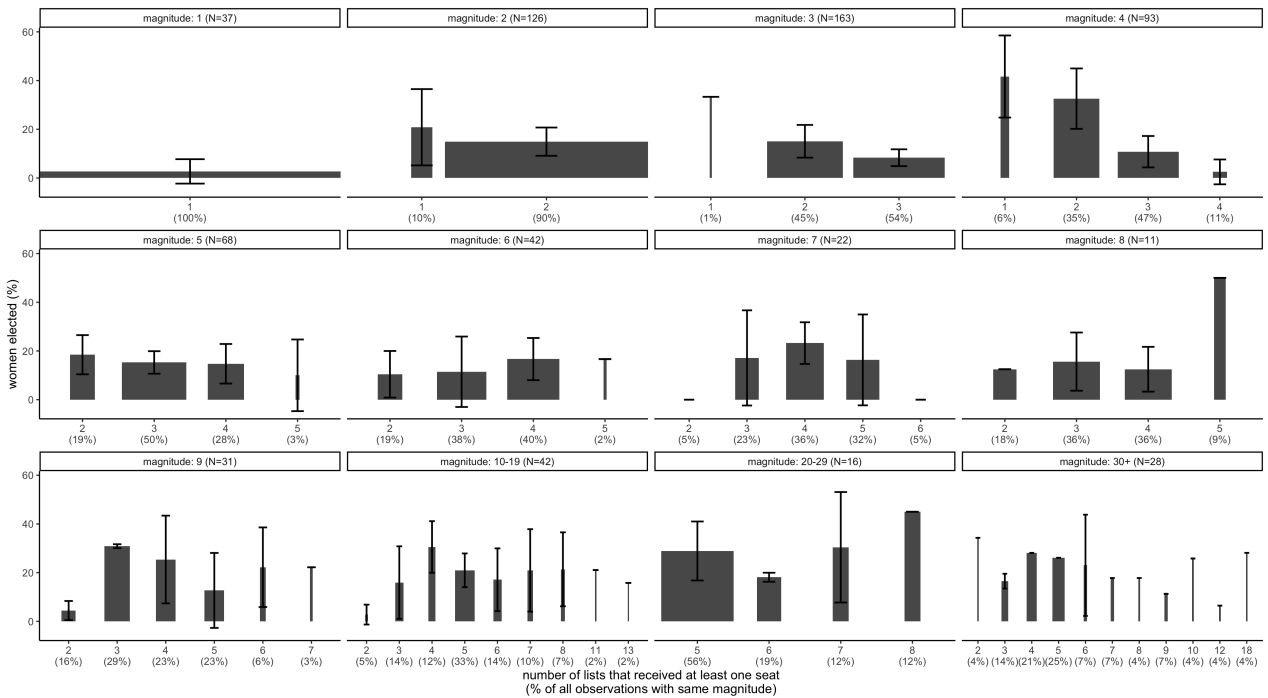 magnitude: 1 (N=37)
magnitude: 2 (N=126)
magnitude: 3 (N=163)
magnitude: 4 (N=93)
60
40
20
0
1
(100%)
1 2
(10%) (90%)
1 2 3
(1%) (45%) (54%)
1 2 3 4
(6%) (35%) (47%) (11%)
women elected (%)
magnitude: 5 (N=68)
magnitude: 6 (N=42)
magnitude: 7 (N=22)
magnitude: 8 (N=11)
60
40
20
0
2 3 4 5
(19%) (50%) (28%) (3%)
2 3 4 5
(19%) (38%) (40%) (2%)
2 3 4 5 6
(5%) (23%) (36%) (32%) (5%)
2 3 4 5
(18%) (36%) (36%) (9%)
magnitude: 9 (N=31)
magnitude: 10-19 (N=42)
magnitude: 20-29 (N=16)
magnitude: 30+ (N=28)
60
40
20
0
2 3 4 5 6 7
(16%) (29%) (23%) (23%) (6%) (3%)
2 3 4 5 6 7 8 11 13
(5%) (14%) (12%) (33%) (14%) (10%) (7%) (2%) (2%)
5 6 7 8
(56%) (19%) (12%) (12%)
2 3 4 5 6 7 8 9 10 12 18
(4%) (14%) (21%) (25%) (7%) (7%) (4%) (7%) (4%) (4%) (4%)
number of lists that received at least one seat
(% of all observations with same magnitude)